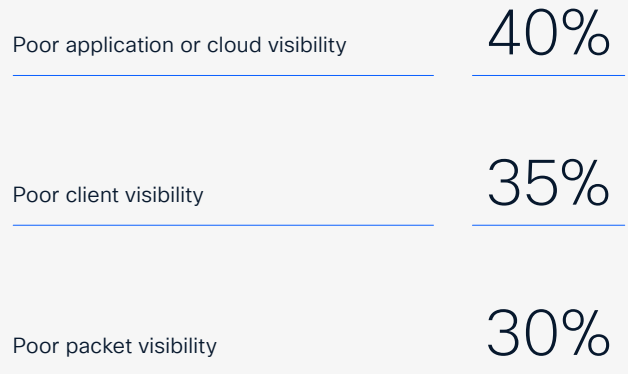 Poor application or cloud visibility 40%
Poor client visibility 35%
Poor packet visibility 30%